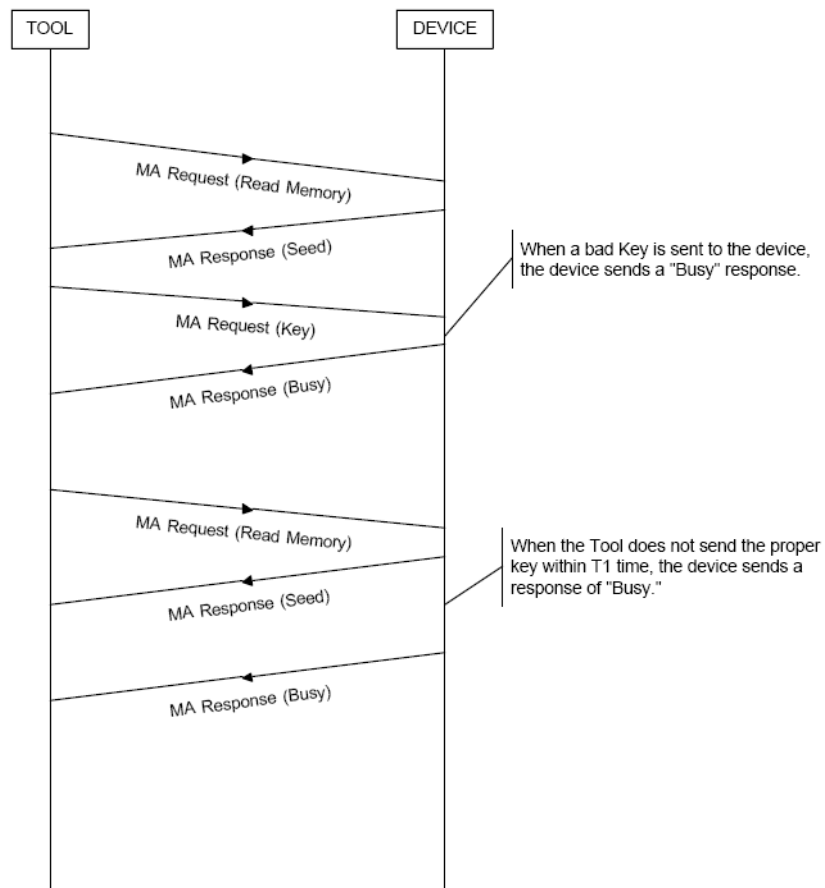 TOOL
DEVICE
MA Request (Read Memory)
MA Response (Seed)
When a bad Key is sent to the device,
the device sends a "Busy" response.
MA Request (Key)
MA Response (Busy)
MA Request (Read Memory)
When the Tool does not send the proper
key within T1 time, the device sends a
response of "Busy."
MA Response (Seed)
MA Response (Busy)